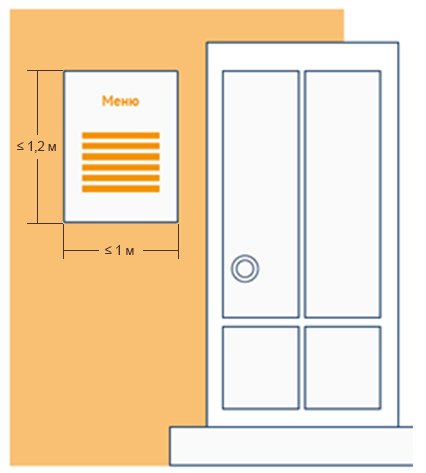 Меню
≤ 1,2 м
≤ 1 м